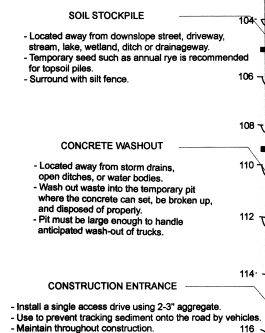 SOIL STOCKPILE
104
- Located away from downslope street, driveway,
stream, lake, wetland, ditch or drainageway.
- Temporary seed such as annual rye is recommended
for topsoil piles.
106
- Surround with silt fence.
108
CONCRETE WASHOUT
110
- Located away from storm drains,
open ditches, or water bodies.
- Wash out waste into the temporary pit
where the concrete can set, be broken up,
and disposed of properly.
112
- Pit must be large enough to handle
anticipated wash-out of trucks.
114
CONSTRUCTION ENTRANCE
- Install a single access drive using 2-3" aggregate.
- Use to prevent tracking sediment onto the road by vehicles.
- Maintain throughout construction.
116